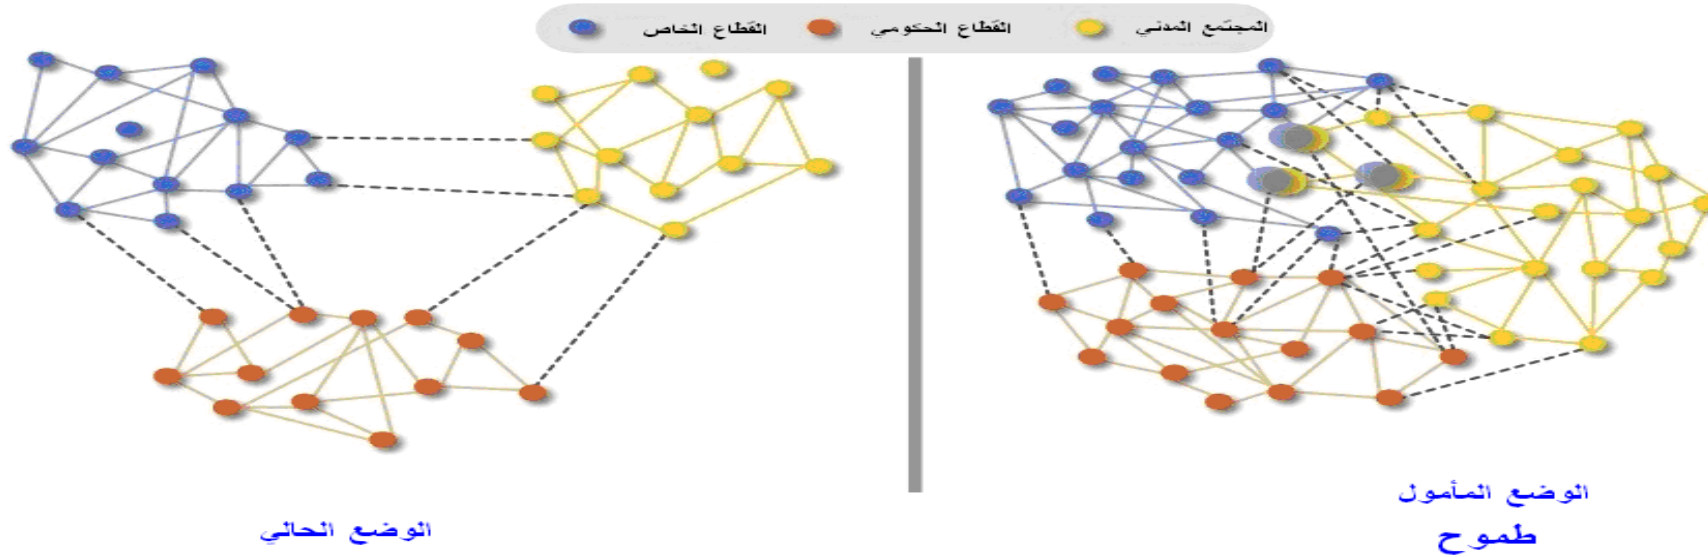 المجتمع المدني
القطاع الحكومي
القطاع الخاص
الوضع المأمول
طموح
الوضع الحالي